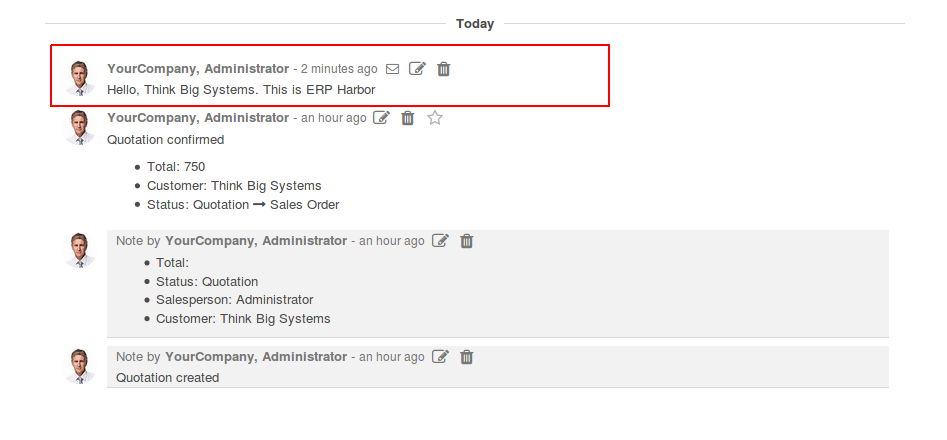 Today
YourCompany, Administrator - 2 minutes ago
Hello, Think Big Systems. This is ERP Harbor
YourCompany, Administrator - an hour ago
Quotation confirmed
• Total: 750
• Customer: Think Big Systems
• Status: Quotation → Sales Order
Note by YourCompany, Administrator - an hour ago
• Total:
• Status: Quotation
• Salesperson: Administrator
• Customer: Think Big Systems
Note by YourCompany, Administrator - an hour ago
Quotation created